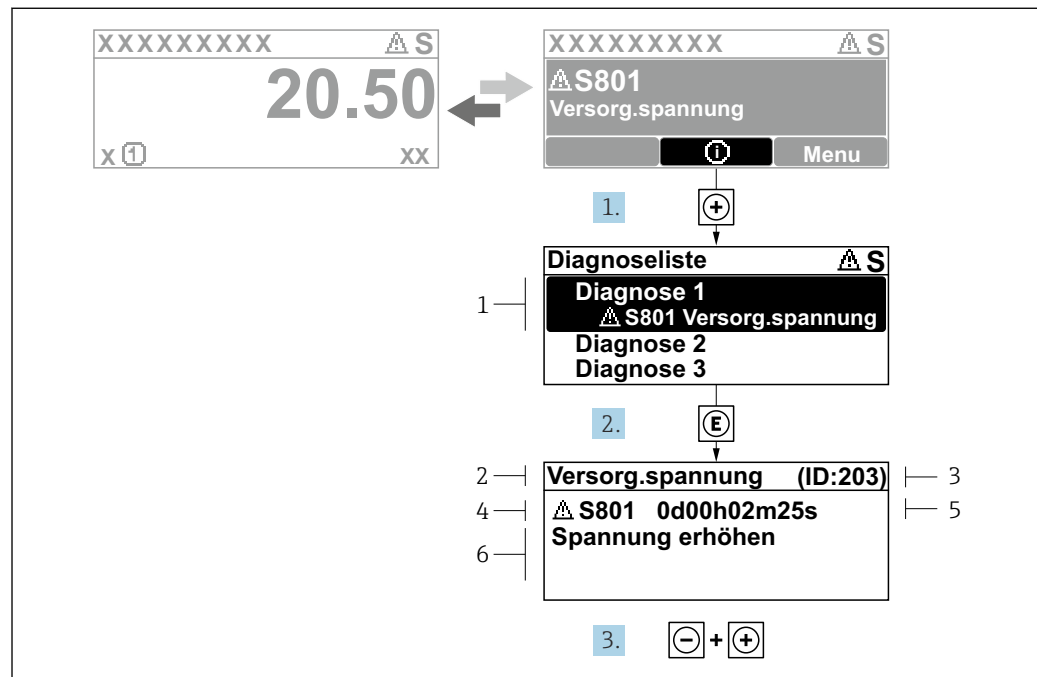 XXXXXXXXX ⚠ S
20.50
x ① xx
XXXXXXXXX ⚠ S
⚠ S801
Versorg.spannung
ⓘ Menu
1. +
Diagnoseliste ⚠ S
1
Diagnose 1
⚠ S801 Versorg.spannung
Diagnose 2
Diagnose 3
2. E
2 Versorg.spannung (ID:203) 3
4 ⚠ S801 0d00h02m25s 5
6 Spannung erhöhen
3. - + +